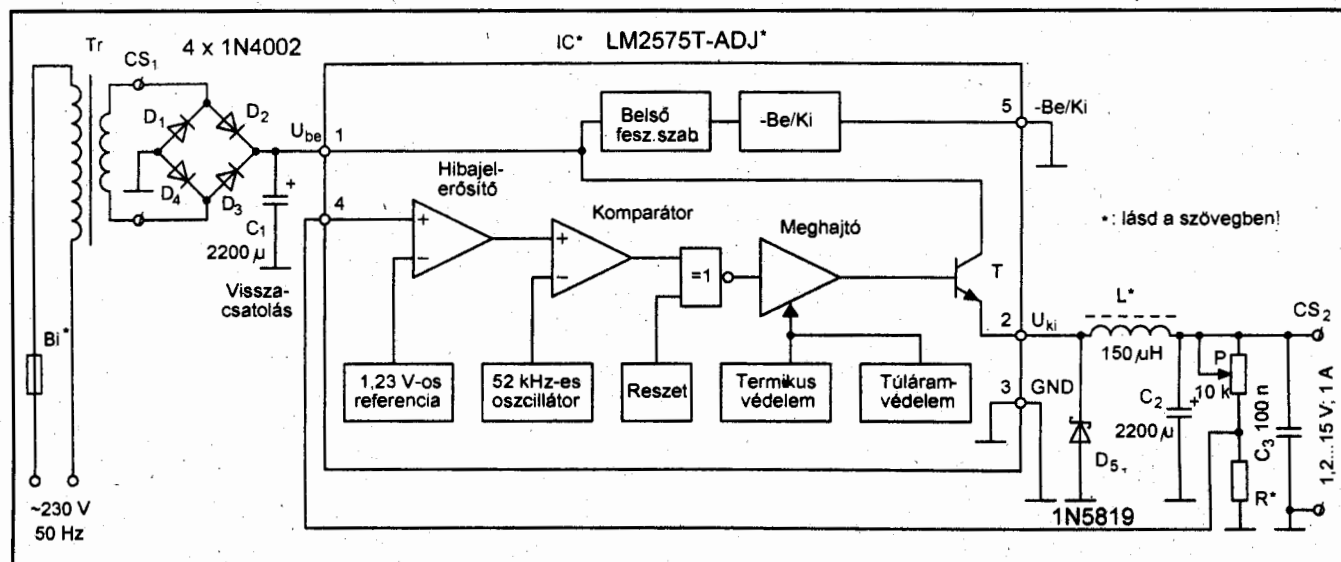 Tr
CS1
4 x 1N4002
IC* LM2575T-ADJ*
D1
D2
D4
D3
Ube
1
+
C1
2200 µ
Belső
fesz.szab.
-Be/Ki
5
-Be/Ki
4
Hibajel-
erősítő
+
−
Komparátor
+
−
=1
Meghajtó
T
*: lásd a szövegben!
Vissza-
csatolás
Bi*
1,23 V-os
referencia
52 kHz-es
oszcillátor
Reszet
Termikus
védelem
Túláram-
védelem
2
Uki
3
GND
L*
150 µH
CS2
P
10 k
C2
+
2200 µ
C3 100 n
R*
D5
1N5819
1,2...15 V; 1 A
~230 V
50 Hz